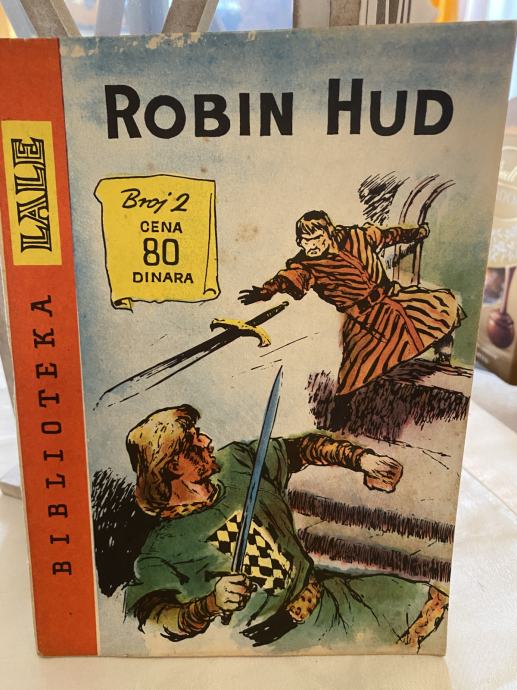 ROBIN HUD
Broj 2
CENA
80
DINARA
BIBLIOTEKA LALE